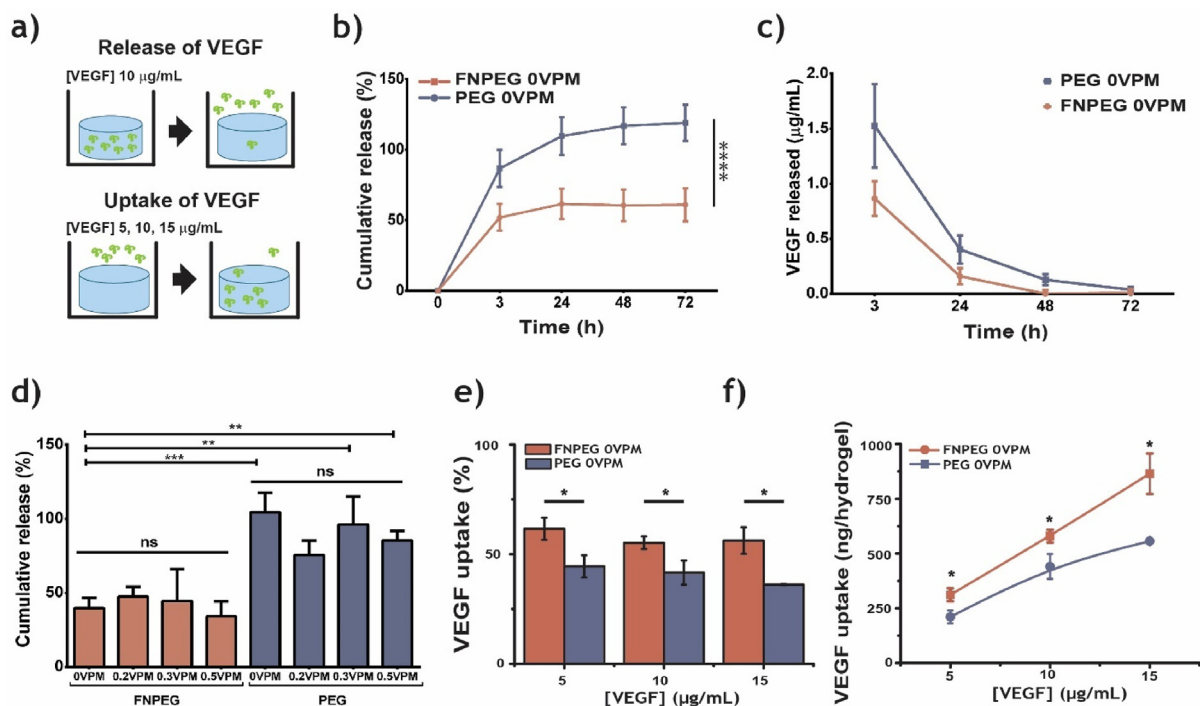 a)
Release of VEGF
[VEGF] 10 μg/mL
Uptake of VEGF
[VEGF] 5, 10, 15 μg/mL
b)
FNPEG 0VPM
PEG 0VPM
Cumulative release (%)
150
100
50
0
0 3 24 48 72
Time (h)
****
c)
PEG 0VPM
FNPEG 0VPM
VEGF released (μg/mL)
2.0
1.5
1.0
0.5
0.0
3 24 48 72
Time (h)
d)
Cumulative release (%)
150
100
50
0
**
**
***
ns
ns
0VPM 0.2VPM 0.3VPM 0.5VPM 0VPM 0.2VPM 0.3VPM 0.5VPM
FNPEG PEG
e)
FNPEG 0VPM
PEG 0VPM
VEGF uptake (%)
100
50
0
* * *
5 10 15
[VEGF] (μg/mL)
f)
FNPEG 0VPM
PEG 0VPM
VEGF uptake (ng/hydrogel)
1000
750
500
250
0
* * *
5 10 15
[VEGF] (μg/mL)